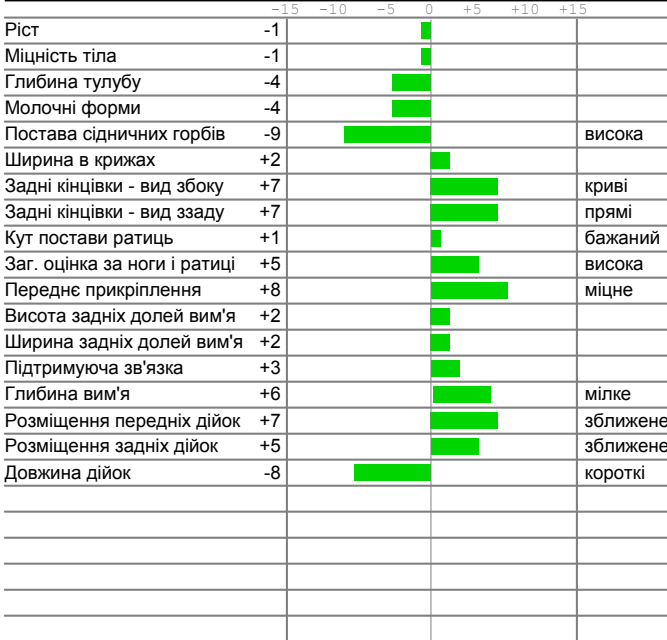 -15 -10 -5 0 +5 +10 +15
Ріст -1
Міцність тіла -1
Глибина тулубу -4
Молочні форми -4
Постава сідничних горбів -9 висока
Ширина в крижах +2
Задні кінцівки - вид збоку +7 криві
Задні кінцівки - вид ззаду +7 прямі
Кут постави ратиць +1 бажаний
Заг. оцінка за ноги і ратиці +5 висока
Переднє прикріплення +8 міцне
Висота задніх долей вим'я +2
Ширина задніх долей вим'я +2
Підтримуюча зв'язка +3
Глибина вим'я +6 мілке
Розміщення передніх дійок +7 зближене
Розміщення задніх дійок +5 зближене
Довжина дійок -8 короткі